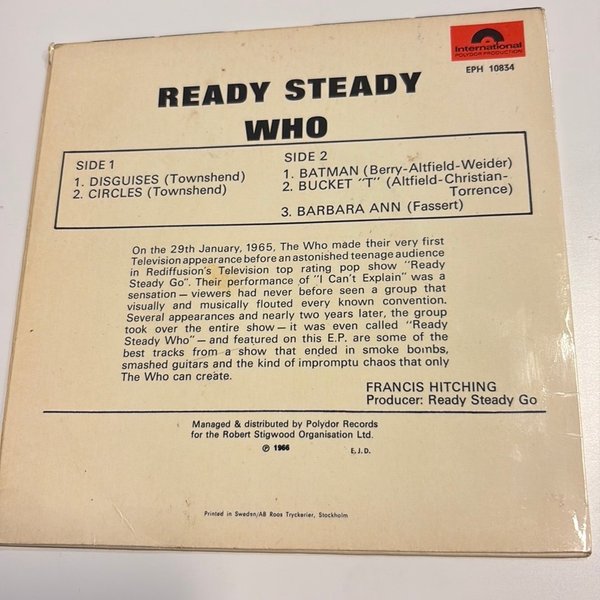 International
POLYDOR PRODUCTION
EPH 10834
READY STEADY
WHO
SIDE 1
1. DISGUISES (Townshend)
2. CIRCLES (Townshend)
SIDE 2
1. BATMAN (Berry-Altfield-Weider)
2. BUCKET "T" (Altfield-Christian-
Torrence)
3. BARBARA ANN (Fassert)
On the 29th January, 1965, The Who made their very first
Television appearance before an astonished teenage audience
in Rediffusion's Television top rating pop show "Ready
Steady Go". Their performance of "I Can't Explain" was a
sensation — viewers had never before seen a group that
visually and musically flouted every known convention.
Several appearances and nearly two years later, the group
took over the entire show — it was even called "Ready
Steady Who" — and featured on this E.P. are some of the
best tracks from a show that ended in smoke bombs,
smashed guitars and the kind of impromptu chaos that only
The Who can create.
FRANCIS HITCHING
Producer: Ready Steady Go
Managed & distributed by Polydor Records
for the Robert Stigwood Organisation Ltd.
℗ 1966
E.J.D.
Printed in Sweden/AB Roos Tryckerier, Stockholm